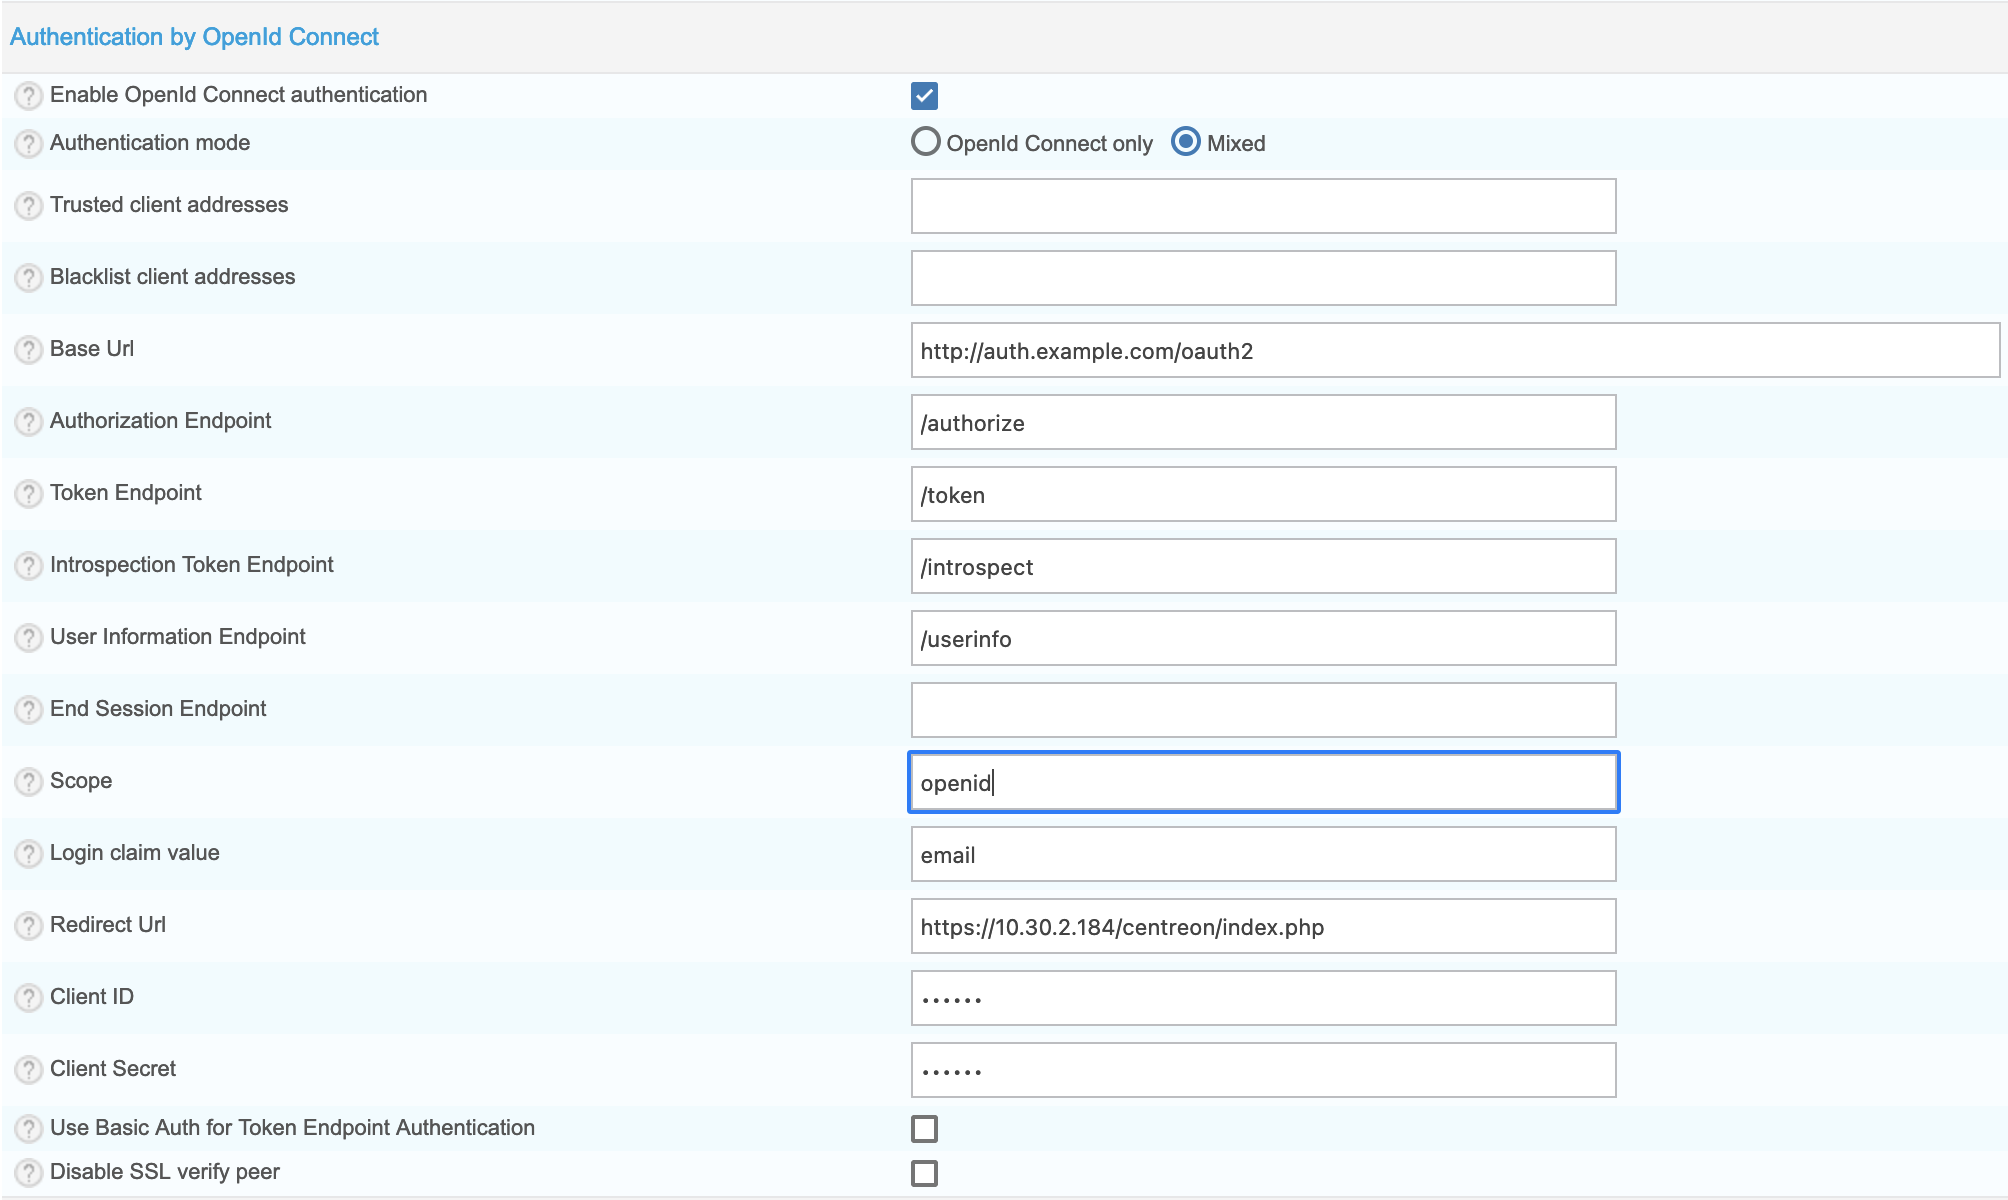 Authentication by OpenId Connect
? Enable OpenId Connect authentication
? Authentication mode OpenId Connect only Mixed
? Trusted client addresses
? Blacklist client addresses
? Base Url http://auth.example.com/oauth2
? Authorization Endpoint /authorize
? Token Endpoint /token
? Introspection Token Endpoint /introspect
? User Information Endpoint /userinfo
? End Session Endpoint
? Scope openid
? Login claim value email
? Redirect Url https://10.30.2.184/centreon/index.php
? Client ID ••••••
? Client Secret ••••••
? Use Basic Auth for Token Endpoint Authentication
? Disable SSL verify peer